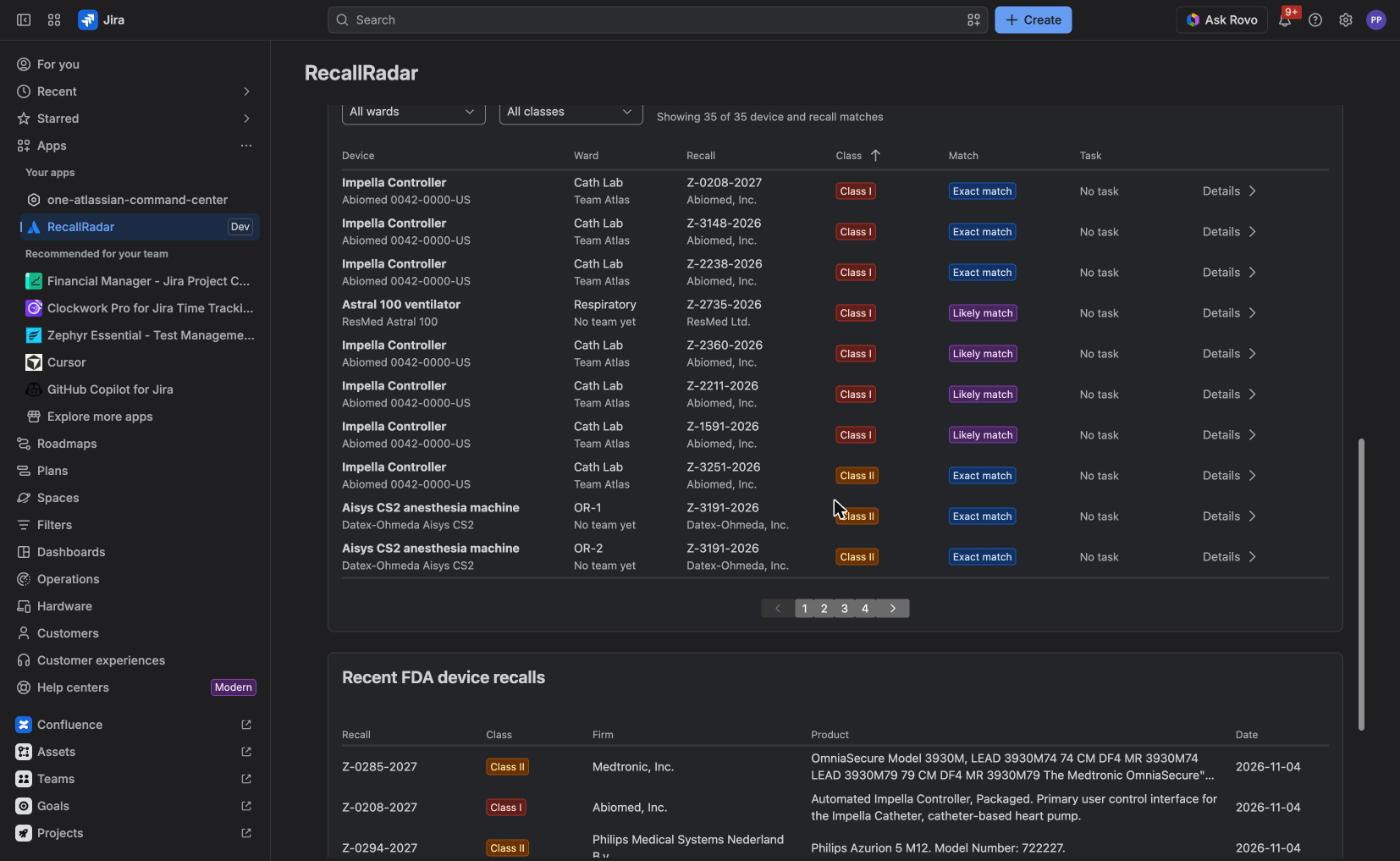 Jira
Search
Create
Ask Rovo
9+
PP
For you
Recent
Starred
Apps
Your apps
one-atlassian-command-center
RecallRadar
Dev
Recommended for your team
Financial Manager - Jira Project C...
Clockwork Pro for Jira Time Tracki...
Zephyr Essential - Test Manageme...
Cursor
GitHub Copilot for Jira
Explore more apps
Roadmaps
Plans
Spaces
Filters
Dashboards
Operations
Hardware
Customers
Customer experiences
Help centers
Modern
Confluence
Assets
Teams
Goals
Projects
RecallRadar
All wards
All classes
Showing 35 of 35 device and recall matches
Device Ward Recall Class Match Task
Impella Controller Cath Lab Z-0208-2027 Class I Exact match No task Details
Abiomed 0042-0000-US Team Atlas Abiomed, Inc.
Impella Controller Cath Lab Z-3148-2026 Class I Exact match No task Details
Abiomed 0042-0000-US Team Atlas Abiomed, Inc.
Impella Controller Cath Lab Z-2238-2026 Class I Exact match No task Details
Abiomed 0042-0000-US Team Atlas Abiomed, Inc.
Astral 100 ventilator Respiratory Z-2735-2026 Class I Likely match No task Details
ResMed Astral 100 No team yet ResMed Ltd.
Impella Controller Cath Lab Z-2360-2026 Class I Likely match No task Details
Abiomed 0042-0000-US Team Atlas Abiomed, Inc.
Impella Controller Cath Lab Z-2211-2026 Class I Likely match No task Details
Abiomed 0042-0000-US Team Atlas Abiomed, Inc.
Impella Controller Cath Lab Z-1591-2026 Class I Likely match No task Details
Abiomed 0042-0000-US Team Atlas Abiomed, Inc.
Impella Controller Cath Lab Z-3251-2026 Class II Exact match No task Details
Abiomed 0042-0000-US Team Atlas Abiomed, Inc.
Aisys CS2 anesthesia machine OR-1 Z-3191-2026 Class II Exact match No task Details
Datex-Ohmeda Aisys CS2 No team yet Datex-Ohmeda, Inc.
Aisys CS2 anesthesia machine OR-2 Z-3191-2026 Class II Exact match No task Details
Datex-Ohmeda Aisys CS2 No team yet Datex-Ohmeda, Inc.
1 2 3 4
Recent FDA device recalls
Recall Class Firm Product Date
Z-0285-2027 Class II Medtronic, Inc. OmniaSecure Model 3930M, LEAD 3930M74 74 CM DF4 MR 3930M74 2026-11-04
LEAD 3930M79 79 CM DF4 MR 3930M79 The Medtronic OmniaSecure"...
Z-0208-2027 Class I Abiomed, Inc. Automated Impella Controller, Packaged. Primary user control interface for 2026-11-04
the Impella Catheter, catheter-based heart pump.
Z-0294-2027 Class II Philips Medical Systems Nederland Philips Azurion 5 M12. Model Number: 722227. 2026-11-04